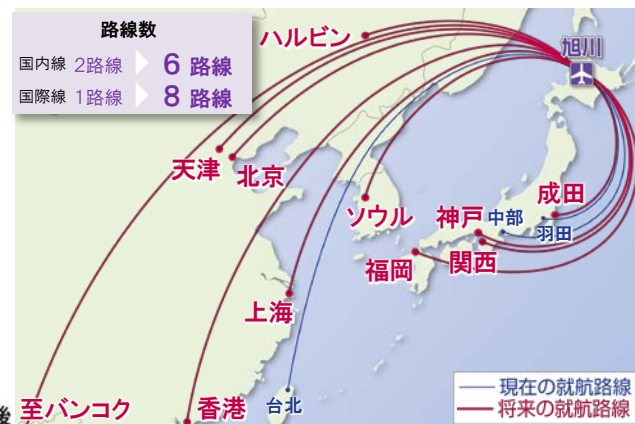 路線数
国内線 2路線 6 路線
国際線 1路線 8 路線
ハルビン
旭川
天津
北京
ソウル
成田
神戸
中部
羽田
関西
福岡
上海
後
至バンコク
香港
台北
現在の就航路線
将来の就航路線